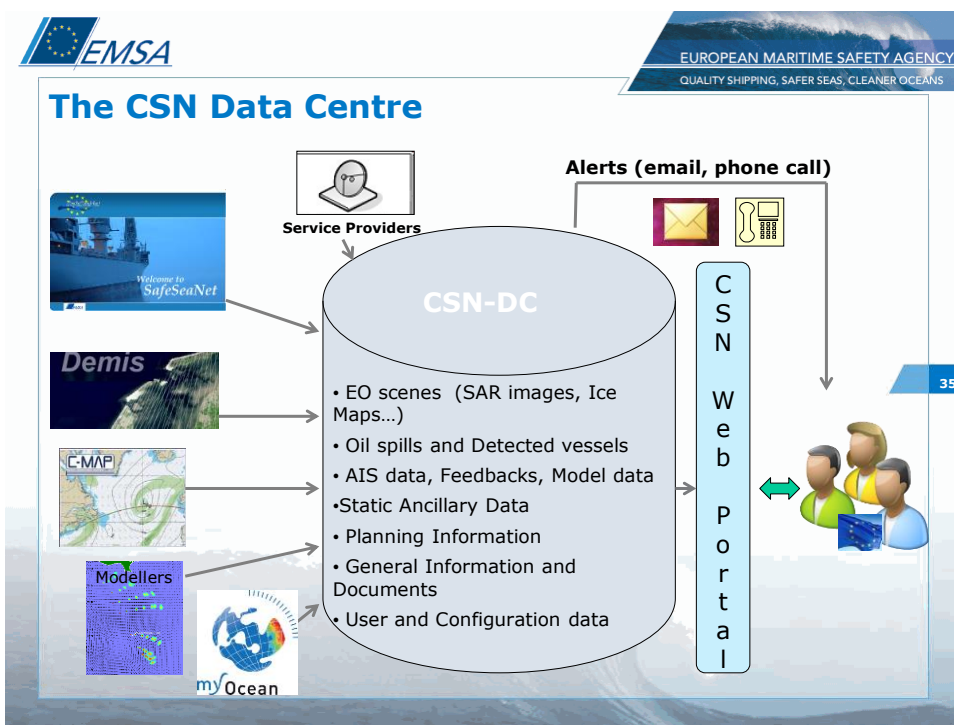 EMSA
EUROPEAN MARITIME SAFETY AGENCY
QUALITY SHIPPING, SAFER SEAS, CLEANER OCEANS
The CSN Data Centre
Alerts (email, phone call)
Service Providers
Welcome to
SafeSeaNet
CSN-DC
CSN Web Portal
Demis
35
• EO scenes (SAR images, Ice
Maps…)
• Oil spills and Detected vessels
C-MAP
• AIS data, Feedbacks, Model data
•Static Ancillary Data
• Planning Information
• General Information and
Documents
• User and Configuration data
Modellers
myOcean